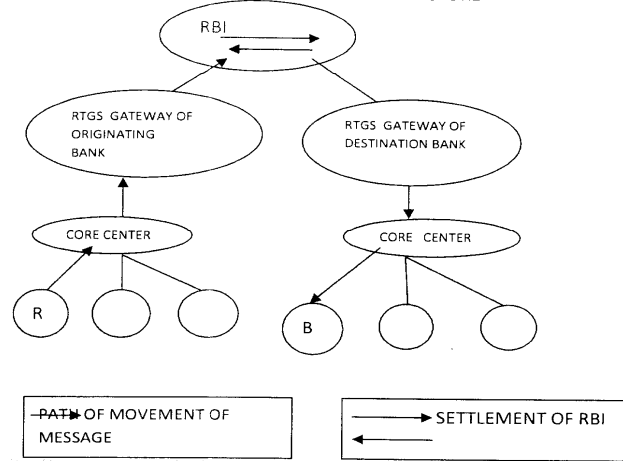 RBI
RTGS GATEWAY OF
ORIGINATING
BANK
RTGS GATEWAY OF
DESTINATION BANK
CORE CENTER
CORE CENTER
R
B
PATH OF MOVEMENT OF
MESSAGE
SETTLEMENT OF RBI